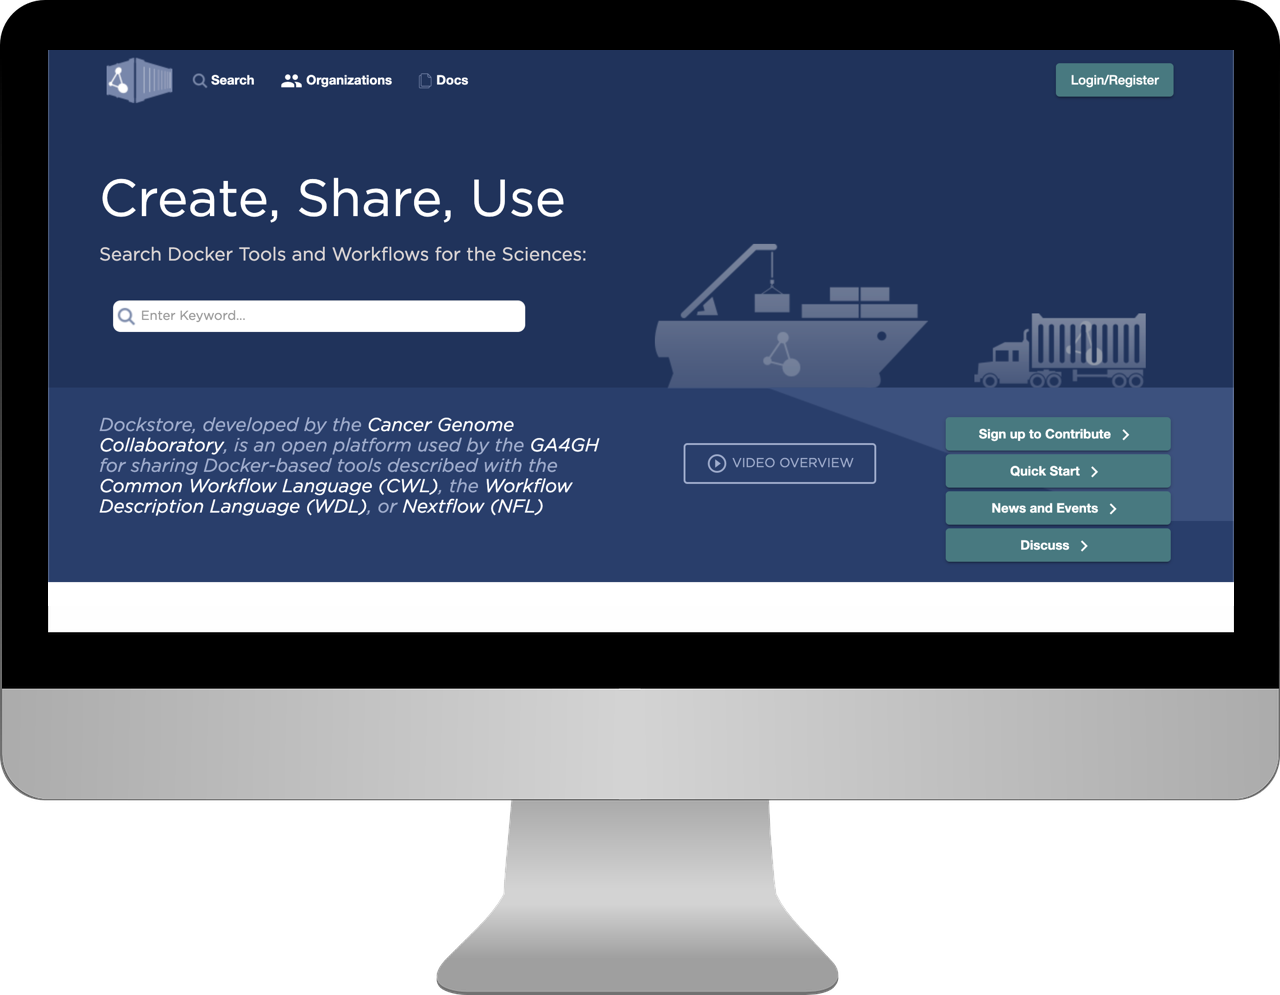 Search
Organizations
Docs
Login/Register
Create, Share, Use
Search Docker Tools and Workflows for the Sciences:
Enter Keyword...
Dockstore, developed by the Cancer Genome
Collaboratory, is an open platform used by the GA4GH
for sharing Docker-based tools described with the
Common Workflow Language (CWL), the Workflow
Description Language (WDL), or Nextflow (NFL)
VIDEO OVERVIEW
Sign up to Contribute
Quick Start
News and Events
Discuss